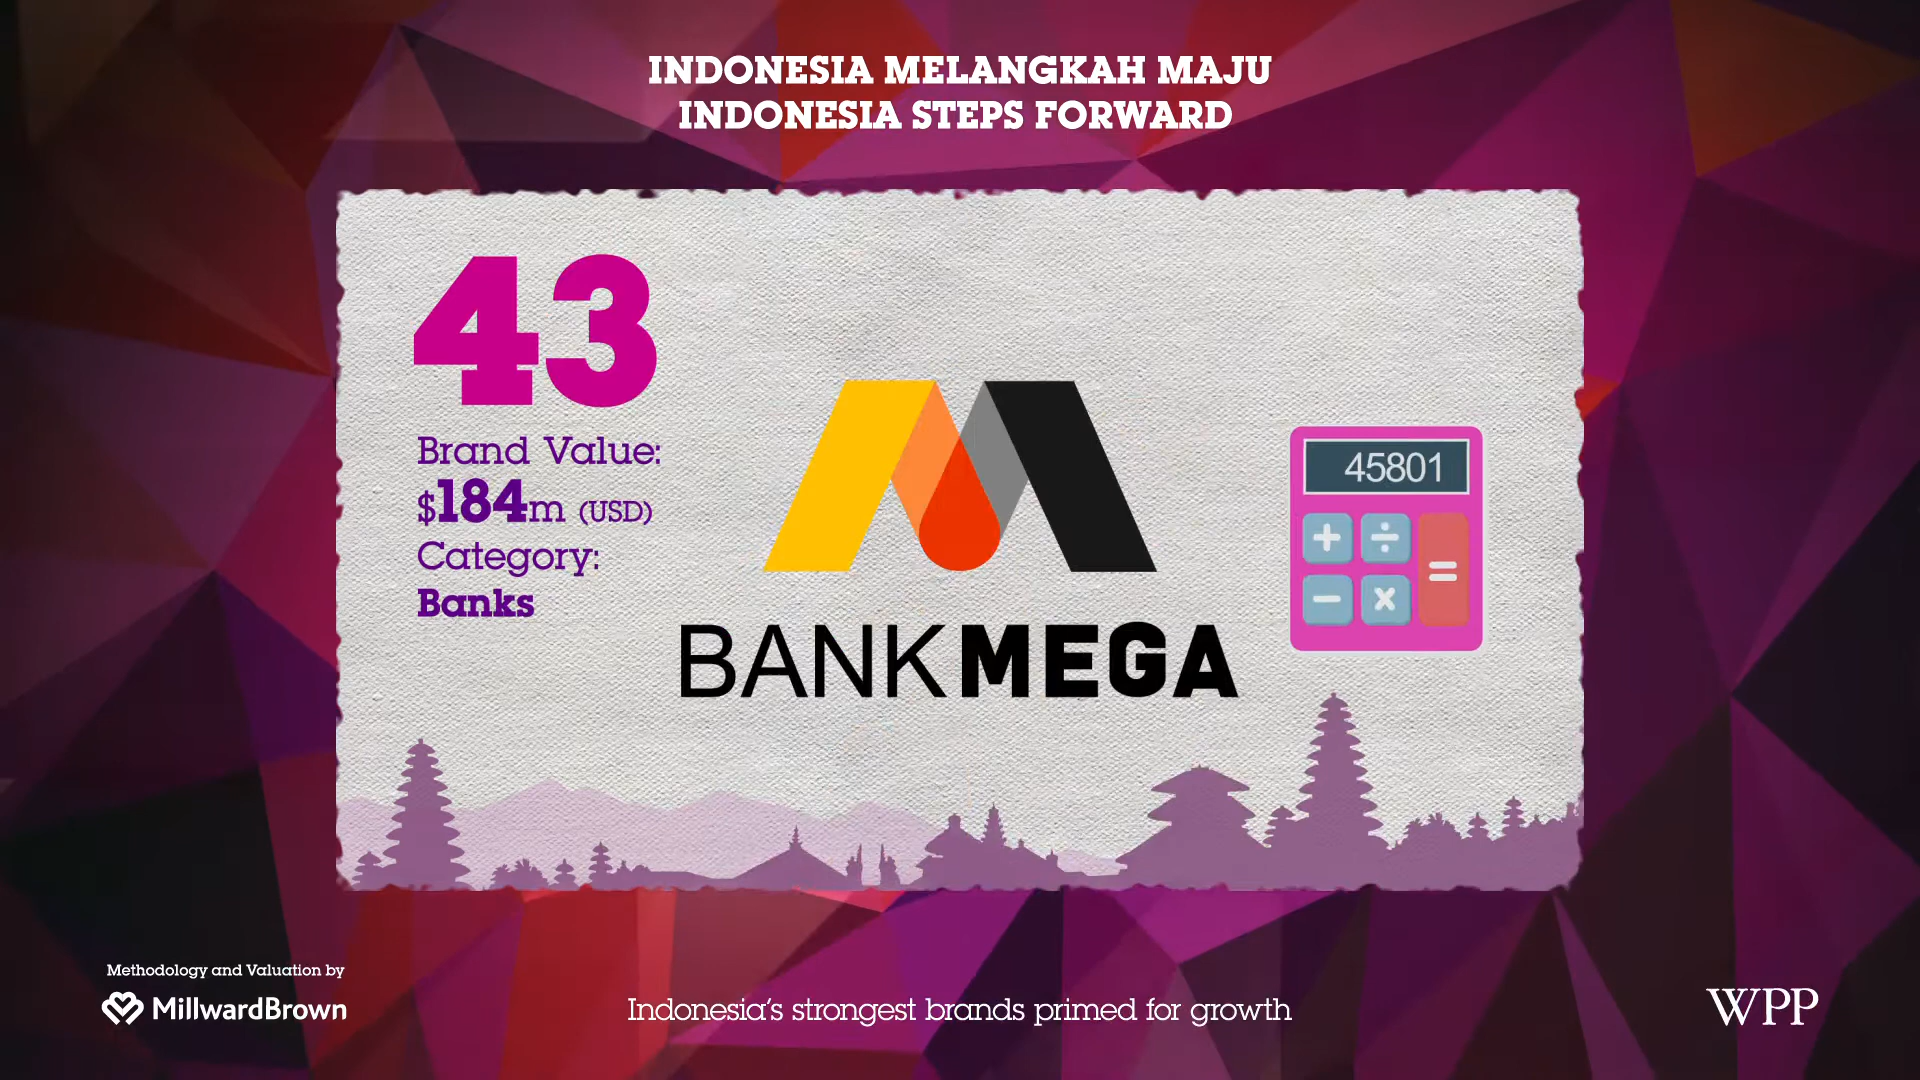 INDONESIA MELANGKAH MAJU
INDONESIA STEPS FORWARD
43
Brand Value:
$184m (USD)
Category:
Banks
BANKMEGA
45801
+ ÷
=
− ×
Methodology and Valuation by
MillwardBrown
Indonesia's strongest brands primed for growth
WPP